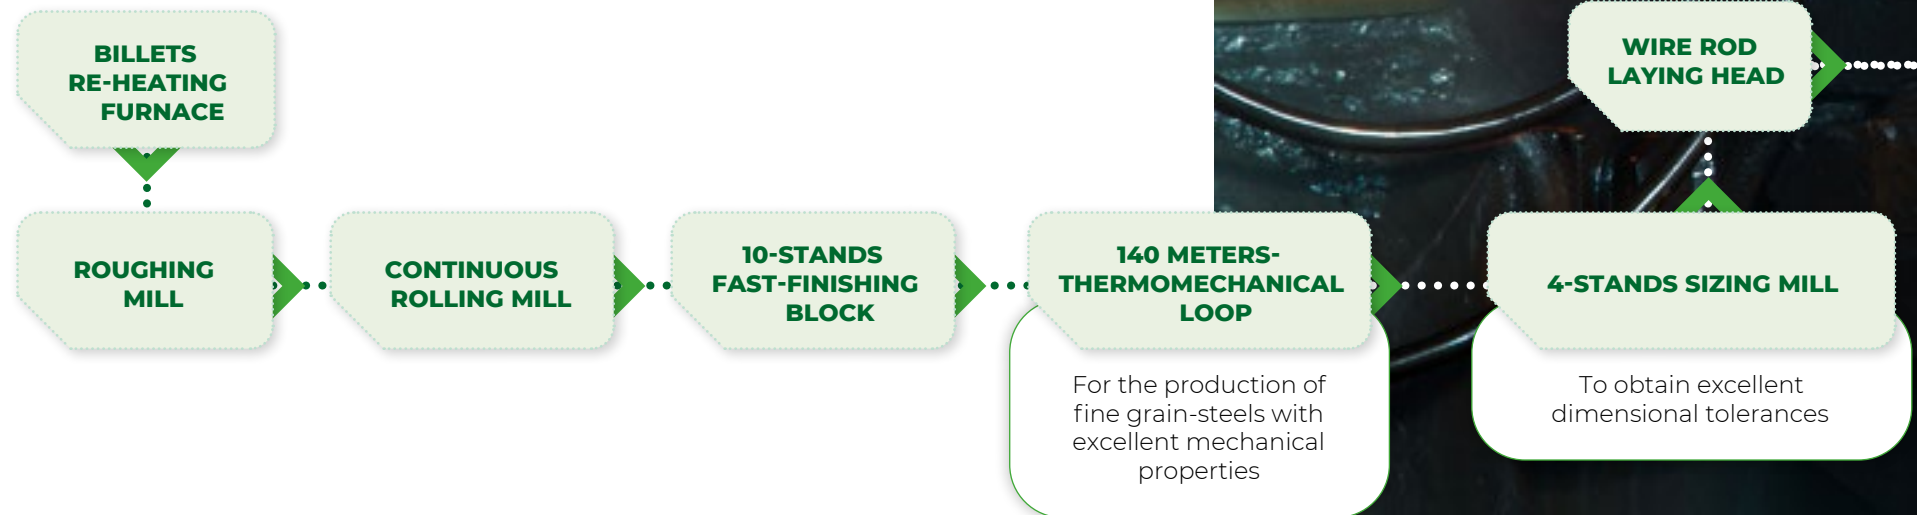 BILLETS
RE-HEATING
FURNACE
WIRE ROD
LAYING HEAD
ROUGHING
MILL
CONTINUOUS
ROLLING MILL
10-STANDS
FAST-FINISHING
BLOCK
140 METERS-
THERMOMECHANICAL
LOOP
4-STANDS SIZING MILL
For the production of
fine grain-steels with
excellent mechanical
properties
To obtain excellent
dimensional tolerances